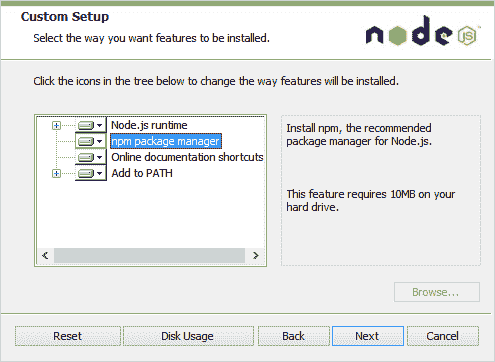 Custom Setup
Select the way you want features to be installed.
node JS
Click the icons in the tree below to change the way features will be installed.
Node.js runtime
npm package manager
Online documentation shortcuts
Add to PATH
Install npm, the recommended
package manager for Node.js.
This feature requires 10MB on your
hard drive.
Browse...
Reset
Disk Usage
Back
Next
Cancel